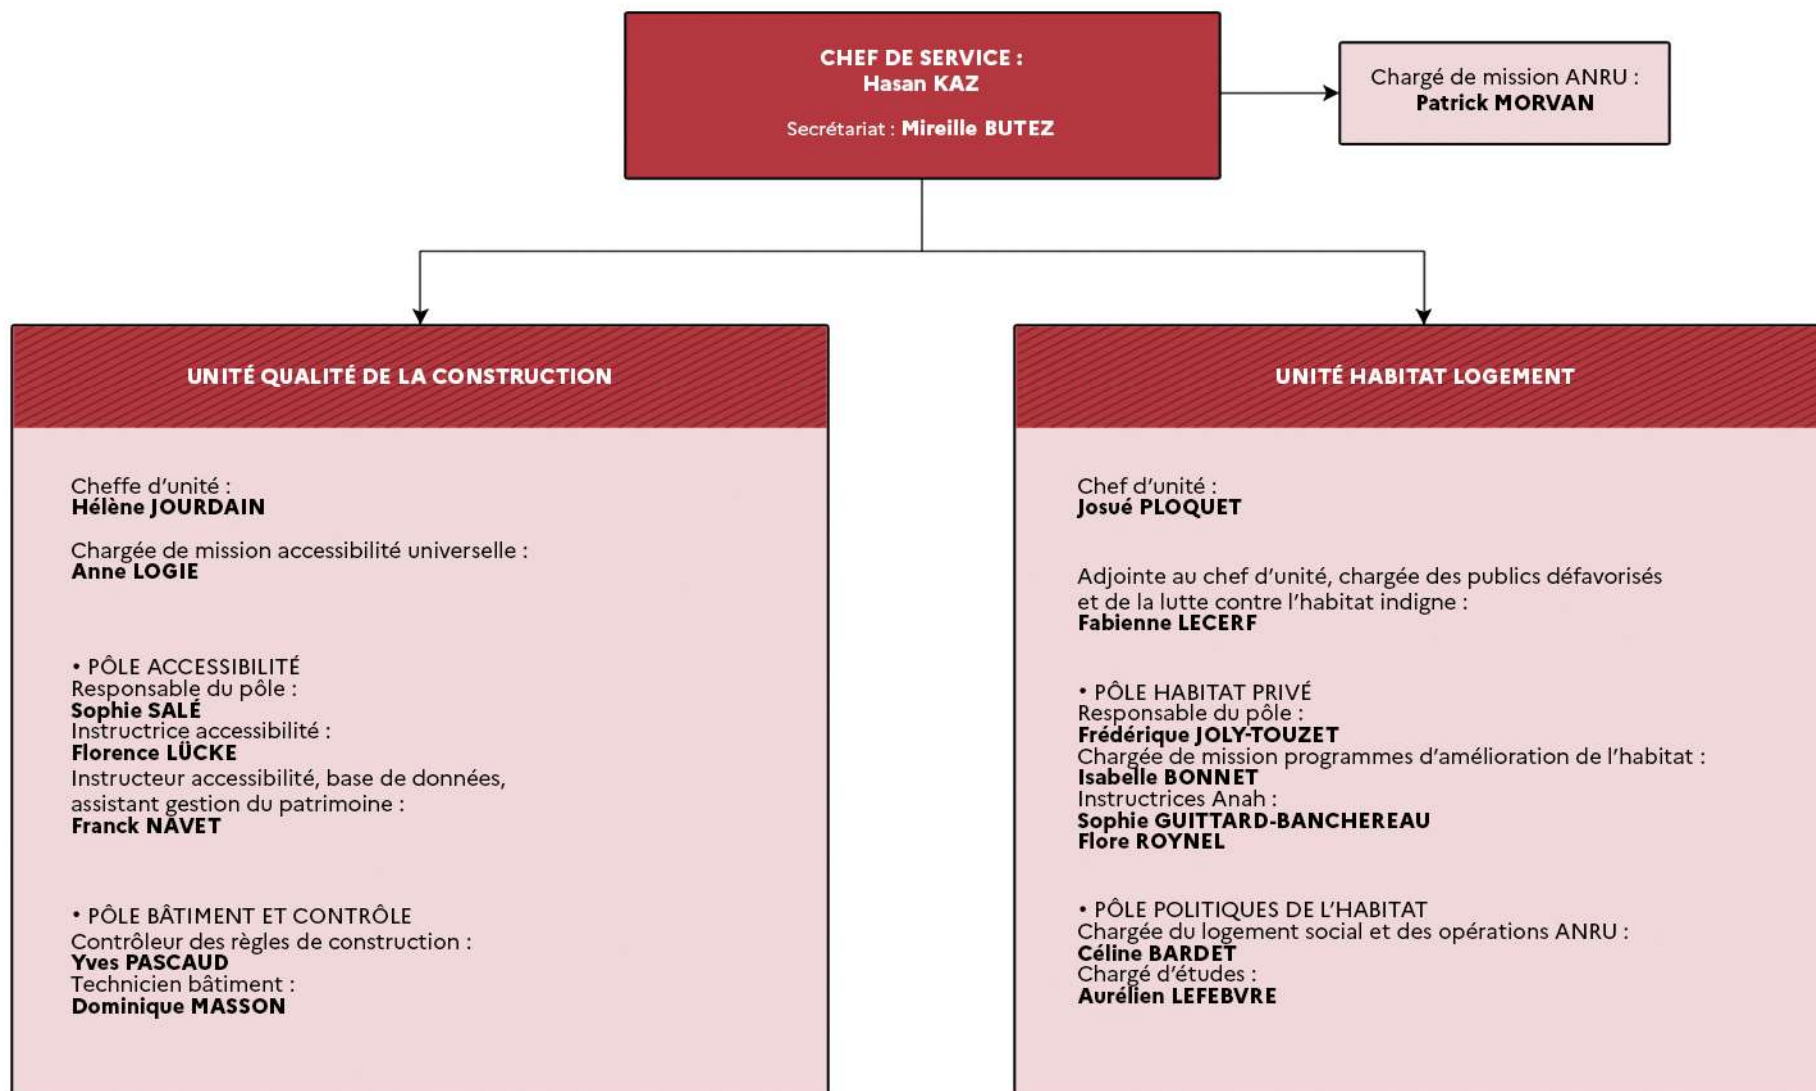 CHEF DE SERVICE :
Hasan KAZ
Secrétariat : Mireille BUTEZ
Chargé de mission ANRU :
Patrick MORVAN
UNITÉ QUALITÉ DE LA CONSTRUCTION
Cheffe d'unité :
Hélène JOURDAIN
Chargée de mission accessibilité universelle :
Anne LOGIE
• PÔLE ACCESSIBILITÉ
Responsable du pôle :
Sophie SALÉ
Instructrice accessibilité :
Florence LÜCKE
Instructeur accessibilité, base de données,
assistant gestion du patrimoine :
Franck NAVET
• PÔLE BÂTIMENT ET CONTRÔLE
Contrôleur des règles de construction :
Yves PASCAUD
Technicien bâtiment :
Dominique MASSON
UNITÉ HABITAT LOGEMENT
Chef d'unité :
Josué PLOQUET
Adjointe au chef d'unité, chargée des publics défavorisés
et de la lutte contre l'habitat indigne :
Fabienne LECERF
• PÔLE HABITAT PRIVÉ
Responsable du pôle :
Frédérique JOLY-TOUZET
Chargée de mission programmes d'amélioration de l'habitat :
Isabelle BONNET
Instructrices Anah :
Sophie GUITTARD-BANCHEREAU
Flore ROYNEL
• PÔLE POLITIQUES DE L'HABITAT
Chargée du logement social et des opérations ANRU :
Céline BARDET
Chargé d'études :
Aurélien LEFEBVRE